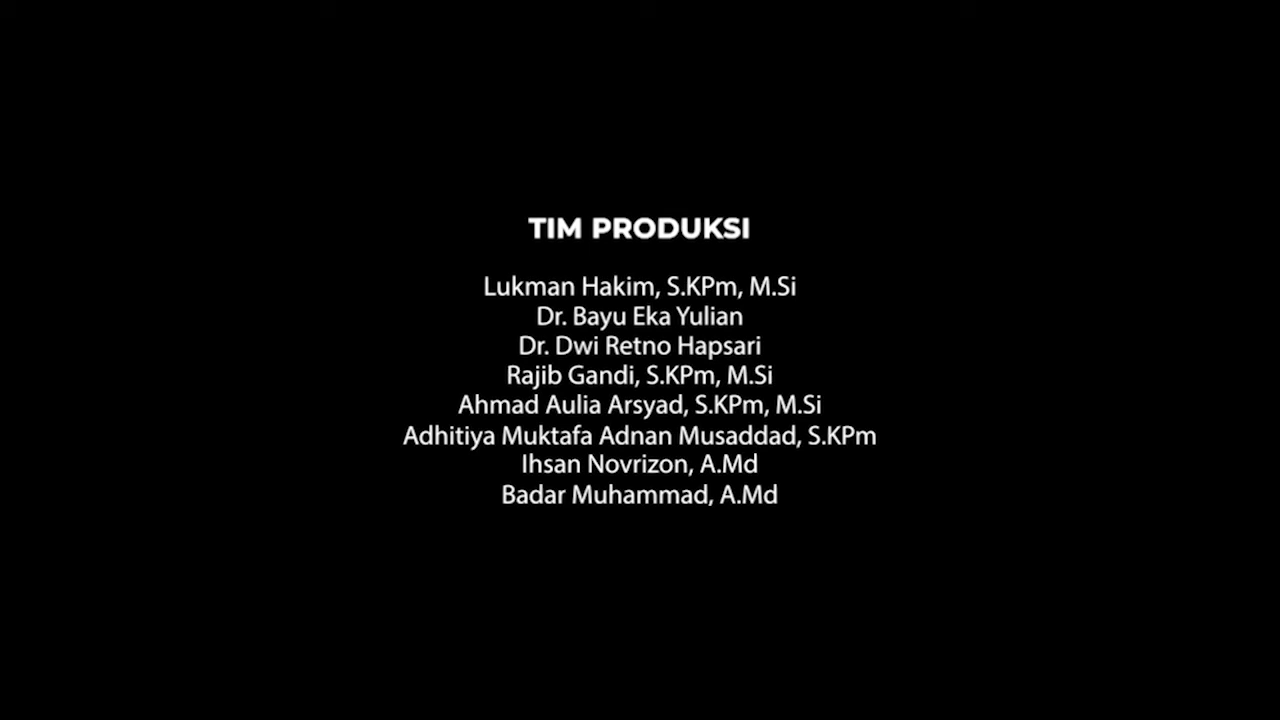 TIM PRODUKSI
Lukman Hakim, S.KPm, M.Si
Dr. Bayu Eka Yulian
Dr. Dwi Retno Hapsari
Rajib Gandi, S.KPm, M.Si
Ahmad Aulia Arsyad, S.KPm, M.Si
Adhitiya Muktafa Adnan Musaddad, S.KPm
Ihsan Novrizon, A.Md
Badar Muhammad, A.Md